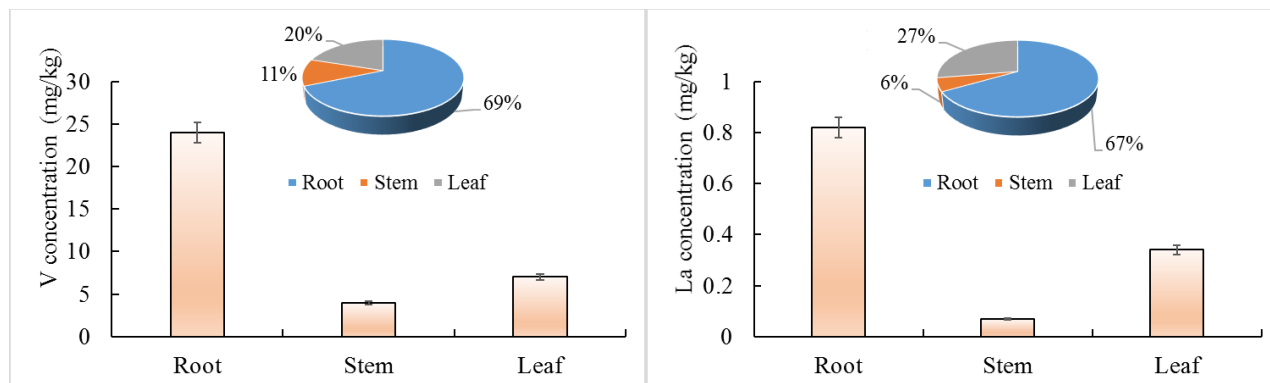 V concentration (mg/kg)
30
25
20
15
10
5
0
Root
Stem
Leaf
20%
11%
69%
Root Stem Leaf
La concentration (mg/kg)
1
0.8
0.6
0.4
0.2
0
Root
Stem
Leaf
27%
6%
67%
Root Stem Leaf